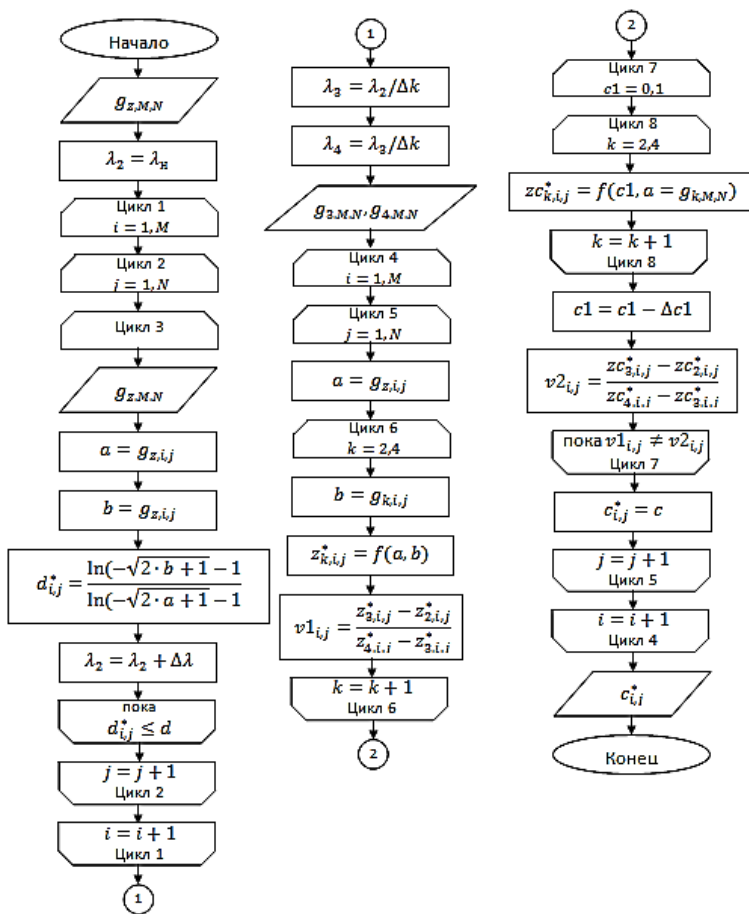 Начало
g_{z,M,N}
λ₂ = λ_н
Цикл 1
i = 1, M
Цикл 2
j = 1, N
Цикл 3
g_{z,M,N}
a = g_{z,i,j}
b = g_{z,i,j}
d*_{i,j} = ln(−√(2 · b + 1) − 1 / ln(−√(2 · a + 1) − 1
λ₂ = λ₂ + Δλ
пока
d*_{i,j} ≤ d
j = j + 1
Цикл 2
i = i + 1
Цикл 1
1
1
λ₃ = λ₂/Δk
λ₄ = λ₃/Δk
g_{3,M,N}, g_{4,M,N}
Цикл 4
i = 1, M
Цикл 5
j = 1, N
a = g_{z,i,j}
Цикл 6
k = 2,4
b = g_{k,i,j}
z*_{k,i,j} = f(a, b)
v1_{i,j} = z*_{3,i,j} − z*_{2,i,j} / z*_{4,i,j} − z*_{3,i,j}
k = k + 1
Цикл 6
2
2
Цикл 7
c1 = 0,1
Цикл 8
k = 2,4
zc*_{k,i,j} = f(c1, a = g_{k,M,N})
k = k + 1
Цикл 8
c1 = c1 − Δc1
v2_{i,j} = zc*_{3,i,j} − zc*_{2,i,j} / zc*_{4,i,j} − zc*_{3,i,j}
пока v1_{i,j} ≠ v2_{i,j}
Цикл 7
c*_{i,j} = c
j = j + 1
Цикл 5
i = i + 1
Цикл 4
c*_{i,j}
Конец